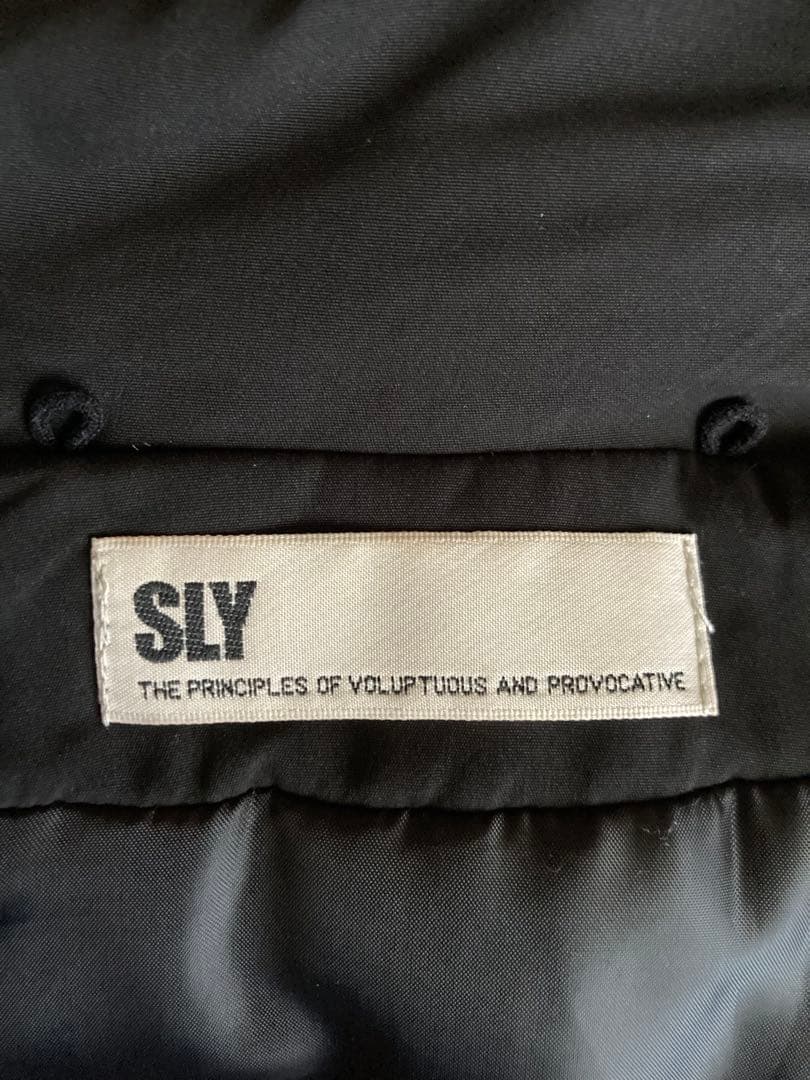 SLY
THE PRINCIPLES OF VOLUPTUOUS AND PROVOCATIVE